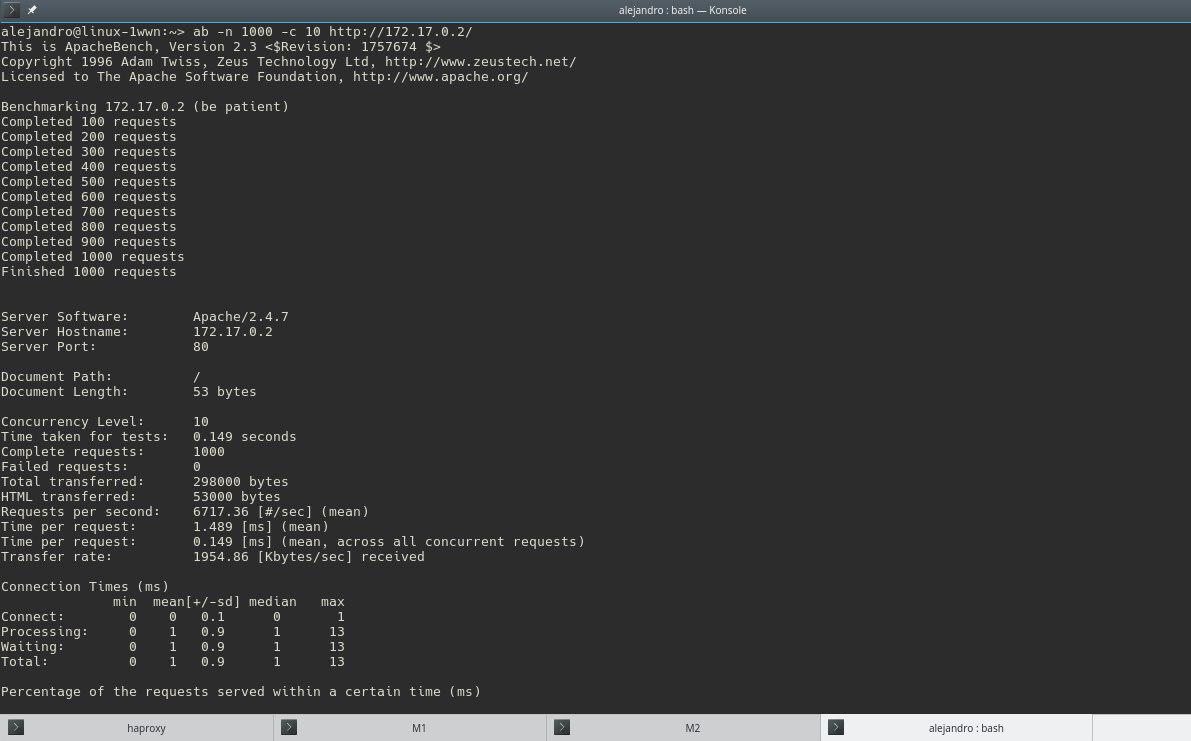 alejandro : bash — Konsole
alejandro@linux-1wwn:~> ab -n 1000 -c 10 http://172.17.0.2/
This is ApacheBench, Version 2.3 <$Revision: 1757674 $>
Copyright 1996 Adam Twiss, Zeus Technology Ltd, http://www.zeustech.net/
Licensed to The Apache Software Foundation, http://www.apache.org/

Benchmarking 172.17.0.2 (be patient)
Completed 100 requests
Completed 200 requests
Completed 300 requests
Completed 400 requests
Completed 500 requests
Completed 600 requests
Completed 700 requests
Completed 800 requests
Completed 900 requests
Completed 1000 requests
Finished 1000 requests


Server Software:        Apache/2.4.7
Server Hostname:        172.17.0.2
Server Port:            80

Document Path:          /
Document Length:        53 bytes

Concurrency Level:      10
Time taken for tests:   0.149 seconds
Complete requests:      1000
Failed requests:        0
Total transferred:      298000 bytes
HTML transferred:       53000 bytes
Requests per second:    6717.36 [#/sec] (mean)
Time per request:       1.489 [ms] (mean)
Time per request:       0.149 [ms] (mean, across all concurrent requests)
Transfer rate:          1954.86 [Kbytes/sec] received

Connection Times (ms)
              min  mean[+/-sd] median   max
Connect:        0    0   0.1      0       1
Processing:     0    1   0.9      1      13
Waiting:        0    1   0.9      1      13
Total:          0    1   0.9      1      13

Percentage of the requests served within a certain time (ms)
haproxy
M1
M2
alejandro : bash